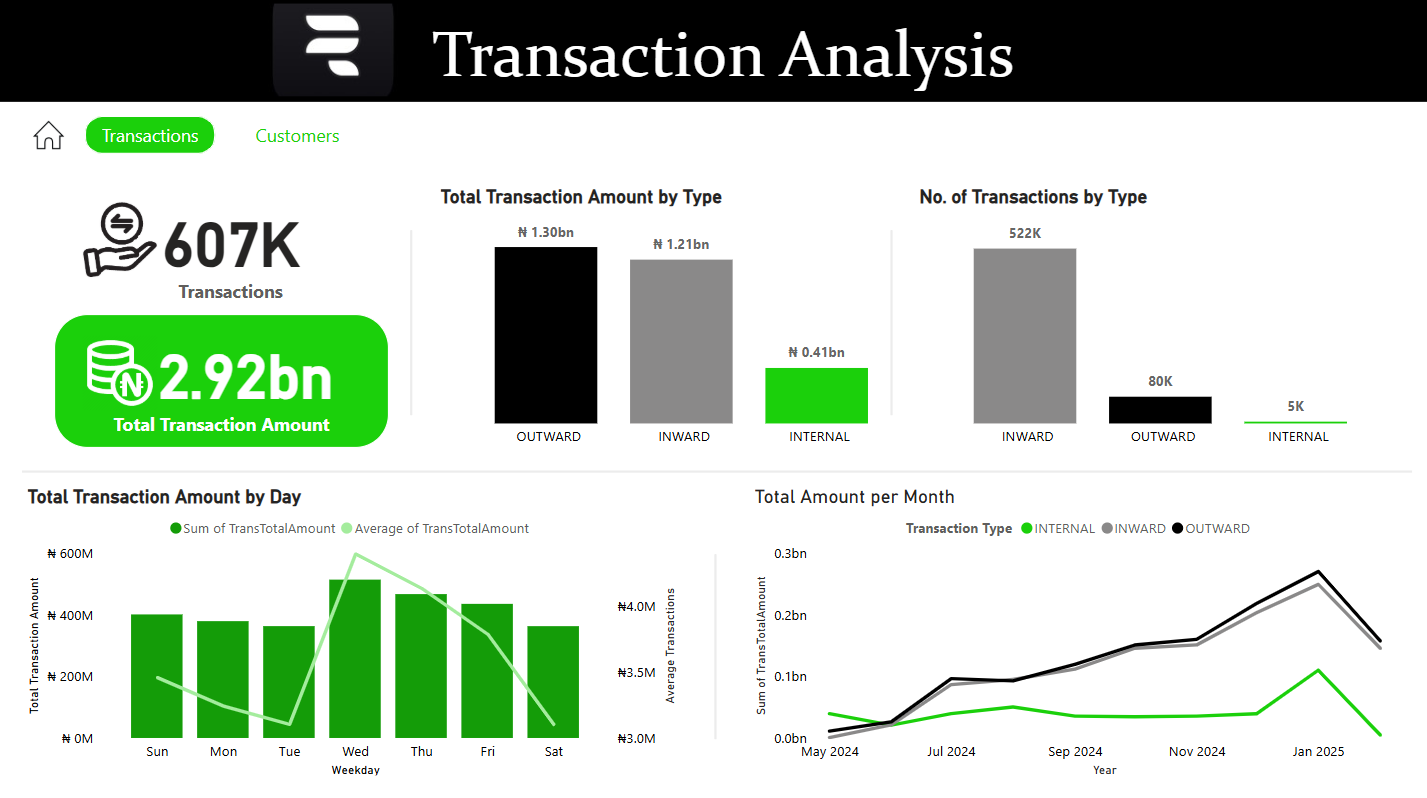 Transaction Analysis
Transactions
Customers
607K
Transactions
₦
2.92bn
Total Transaction Amount
Total Transaction Amount by Type
₦ 1.30bn
₦ 1.21bn
₦ 0.41bn
OUTWARD
INWARD
INTERNAL
No. of Transactions by Type
522K
80K
5K
INWARD
OUTWARD
INTERNAL
Total Transaction Amount by Day
Sum of TransTotalAmount
Average of TransTotalAmount
Total Transaction Amount
₦ 600M
₦ 400M
₦ 200M
₦ 0M
Sun
Mon
Tue
Wed
Thu
Fri
Sat
Weekday
₦4.0M
₦3.5M
₦3.0M
Average Transactions
Total Amount per Month
Transaction Type
INTERNAL
INWARD
OUTWARD
Sum of TransTotalAmount
0.3bn
0.2bn
0.1bn
0.0bn
May 2024
Jul 2024
Sep 2024
Nov 2024
Jan 2025
Year